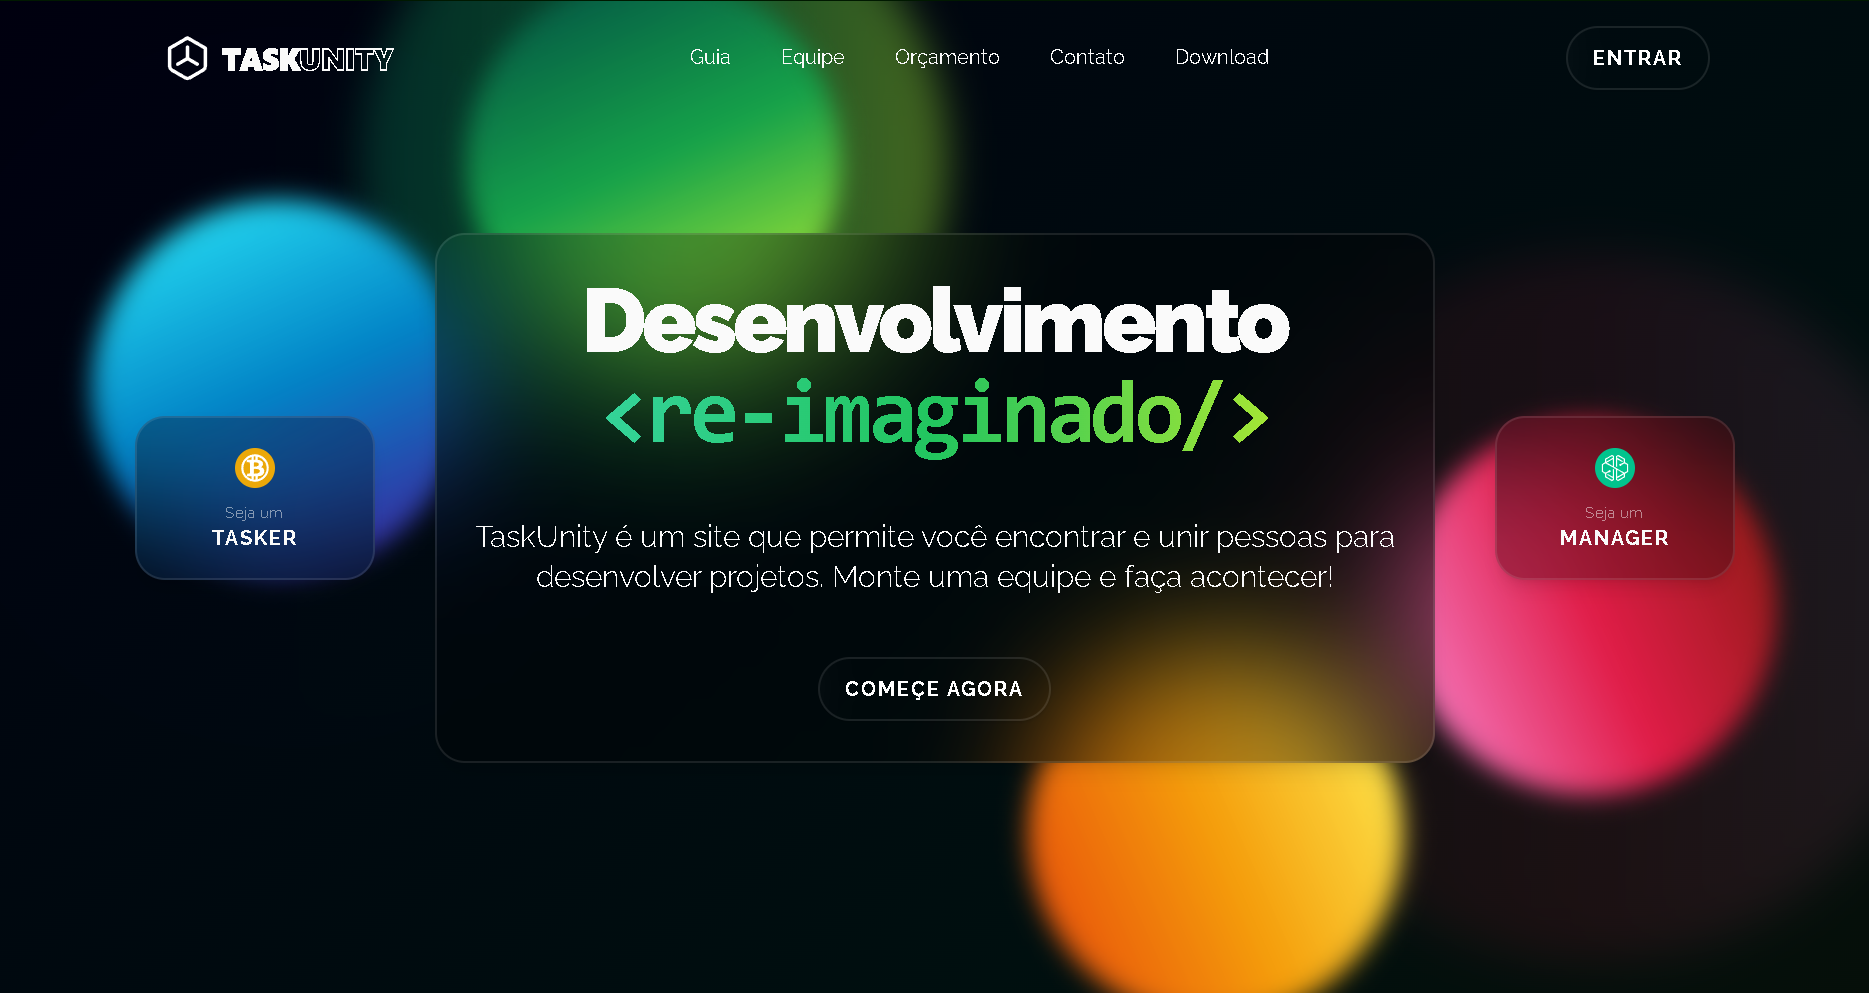 TASKUNITY
Guia
Equipe
Orçamento
Contato
Download
ENTRAR
Desenvolvimento
<re-imaginado/>
TaskUnity é um site que permite você encontrar e unir pessoas para
desenvolver projetos. Monte uma equipe e faça acontecer!
COMEÇE AGORA
Seja um
TASKER
Seja um
MANAGER